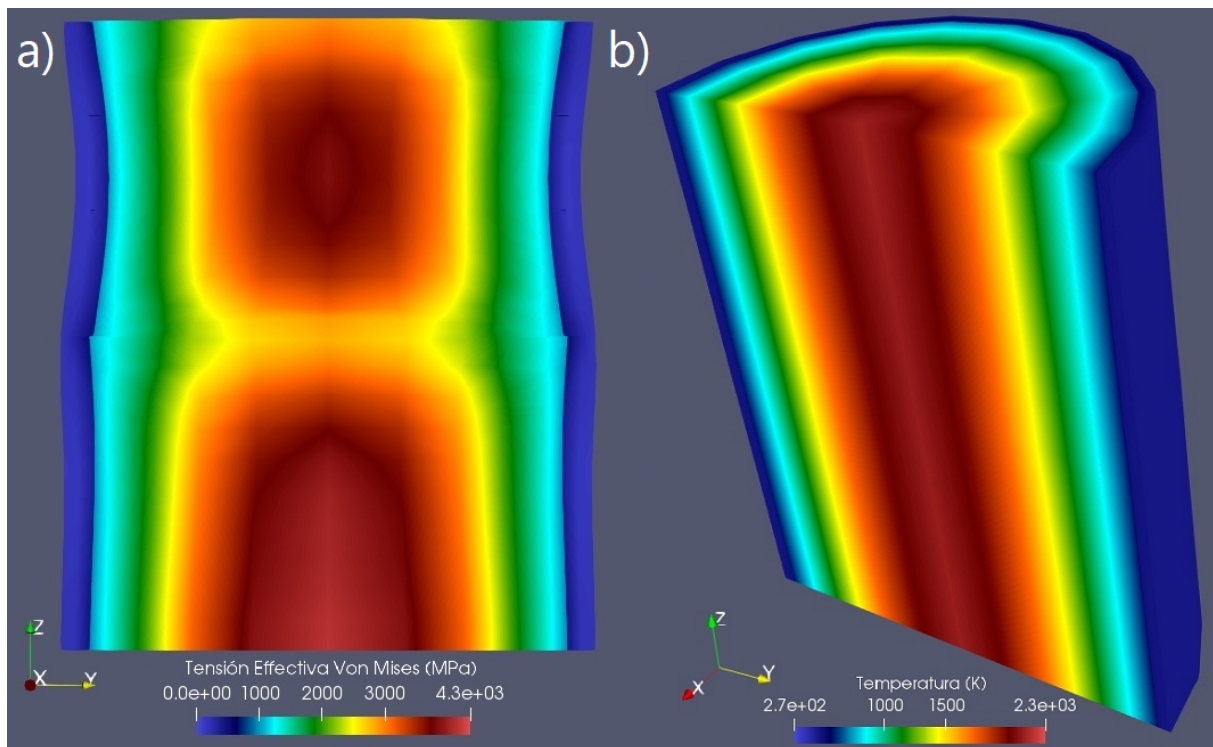 a)
Z
X Y
Tensión Effectiva Von Mises (MPa)
0.0e+00 1000 2000 3000 4.3e+03
b)
Z
Y
X
Temperatura (K)
2.7e+02 1000 1500 2.3e+03